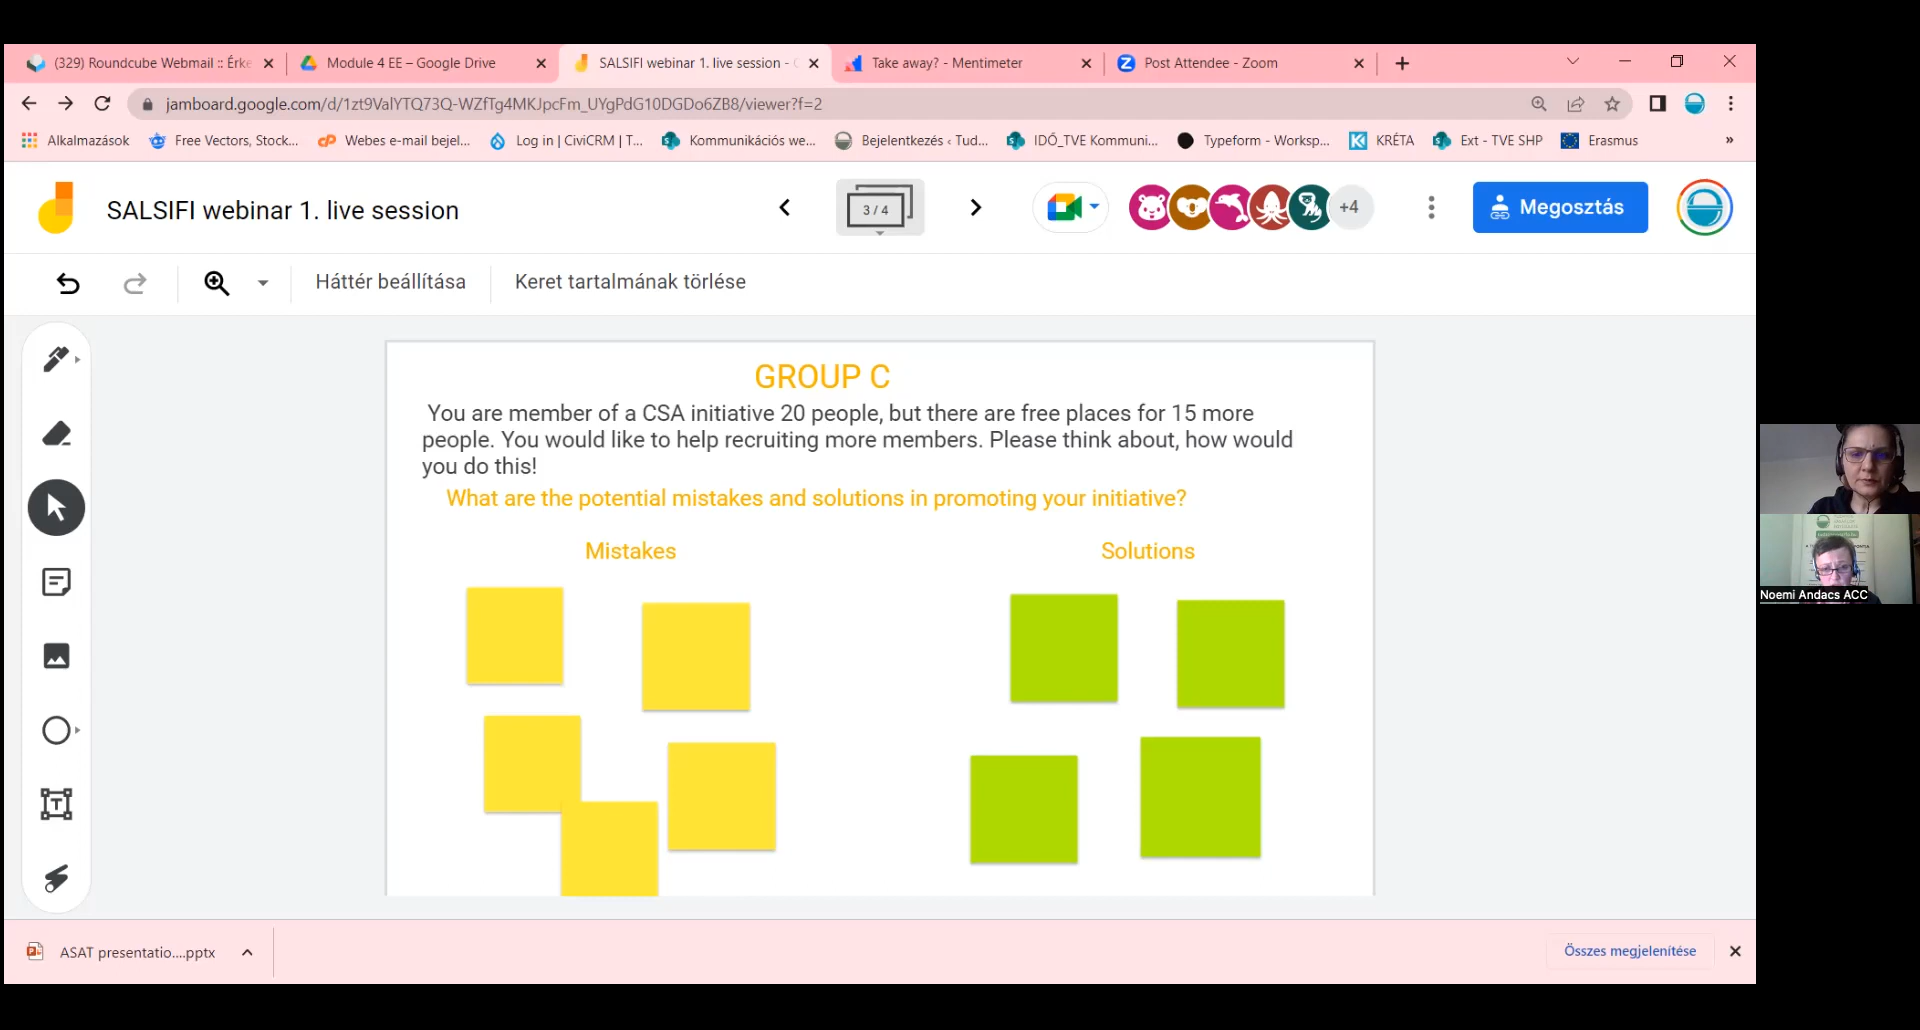 (329) Roundcube Webmail :: Érke
Module 4 EE – Google Drive
SALSIFI webinar 1. live session -
Take away? - Mentimeter
Post Attendee - Zoom
jamboard.google.com/d/1zt9ValYTQ73Q-WZfTg4MKJpcFm_UYgPdG10DGDo6ZB8/viewer?f=2
Alkalmazások
Free Vectors, Stock...
Webes e-mail bejel...
Log in | CiviCRM | T...
Kommunikációs we...
Bejelentkezés ‹ Tud...
IDŐ_TVE Kommuni...
Typeform - Worksp...
KRÉTA
Ext - TVE SHP
Erasmus
»
SALSIFI webinar 1. live session
3 / 4
+4
Megosztás
Háttér beállítása
Keret tartalmának törlése
GROUP C
You are member of a CSA initiative 20 people, but there are free places for 15 more
people. You would like to help recruiting more members. Please think about, how would
you do this!
What are the potential mistakes and solutions in promoting your initiative?
Mistakes
Solutions
Noemi Andacs ACC
ASAT presentatio....pptx
Összes megjelenítése